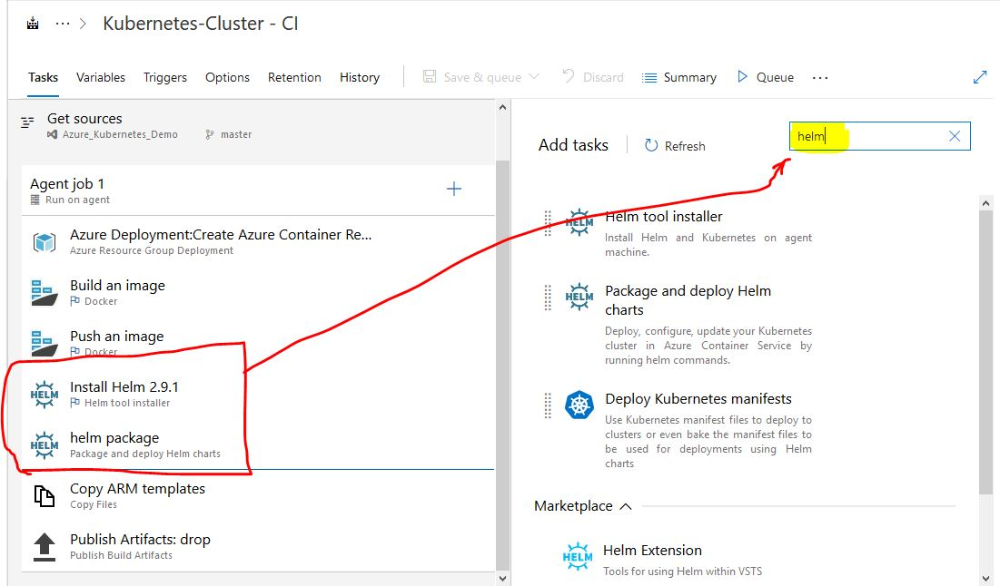 Kubernetes-Cluster - CI
Tasks Variables Triggers Options Retention History Save & queue Discard Summary Queue ...
Get sources
Azure_Kubernetes_Demo master
Agent job 1
Run on agent
Azure Deployment:Create Azure Container Re...
Azure Resource Group Deployment
Build an image
Docker
Push an image
Docker
HELM
Install Helm 2.9.1
Helm tool installer
HELM
helm package
Package and deploy Helm charts
Copy ARM templates
Copy Files
Publish Artifacts: drop
Publish Build Artifacts
Add tasks Refresh helm
HELM
Helm tool installer
Install Helm and Kubernetes on agent
machine.
HELM
Package and deploy Helm
charts
Deploy, configure, update your Kubernetes
cluster in Azure Container Service by
running helm commands.
Deploy Kubernetes manifests
Use Kubernetes manifest files to deploy to
clusters or even bake the manifest files to
be used for deployments using Helm
charts
Marketplace
HELM
Helm Extension
Tools for using Helm within VSTS